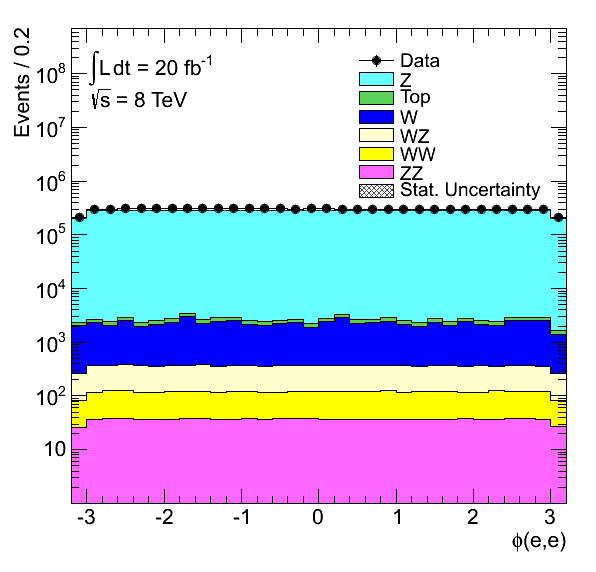 Events / 0.2
10⁸
10⁷
10⁶
10⁵
10⁴
10³
10²
10
∫L dt = 20 fb⁻¹
√s = 8 TeV
Data
Z
Top
W
WZ
WW
ZZ
Stat. Uncertainty
-3 -2 -1 0 1 2 3
ϕ(e,e)